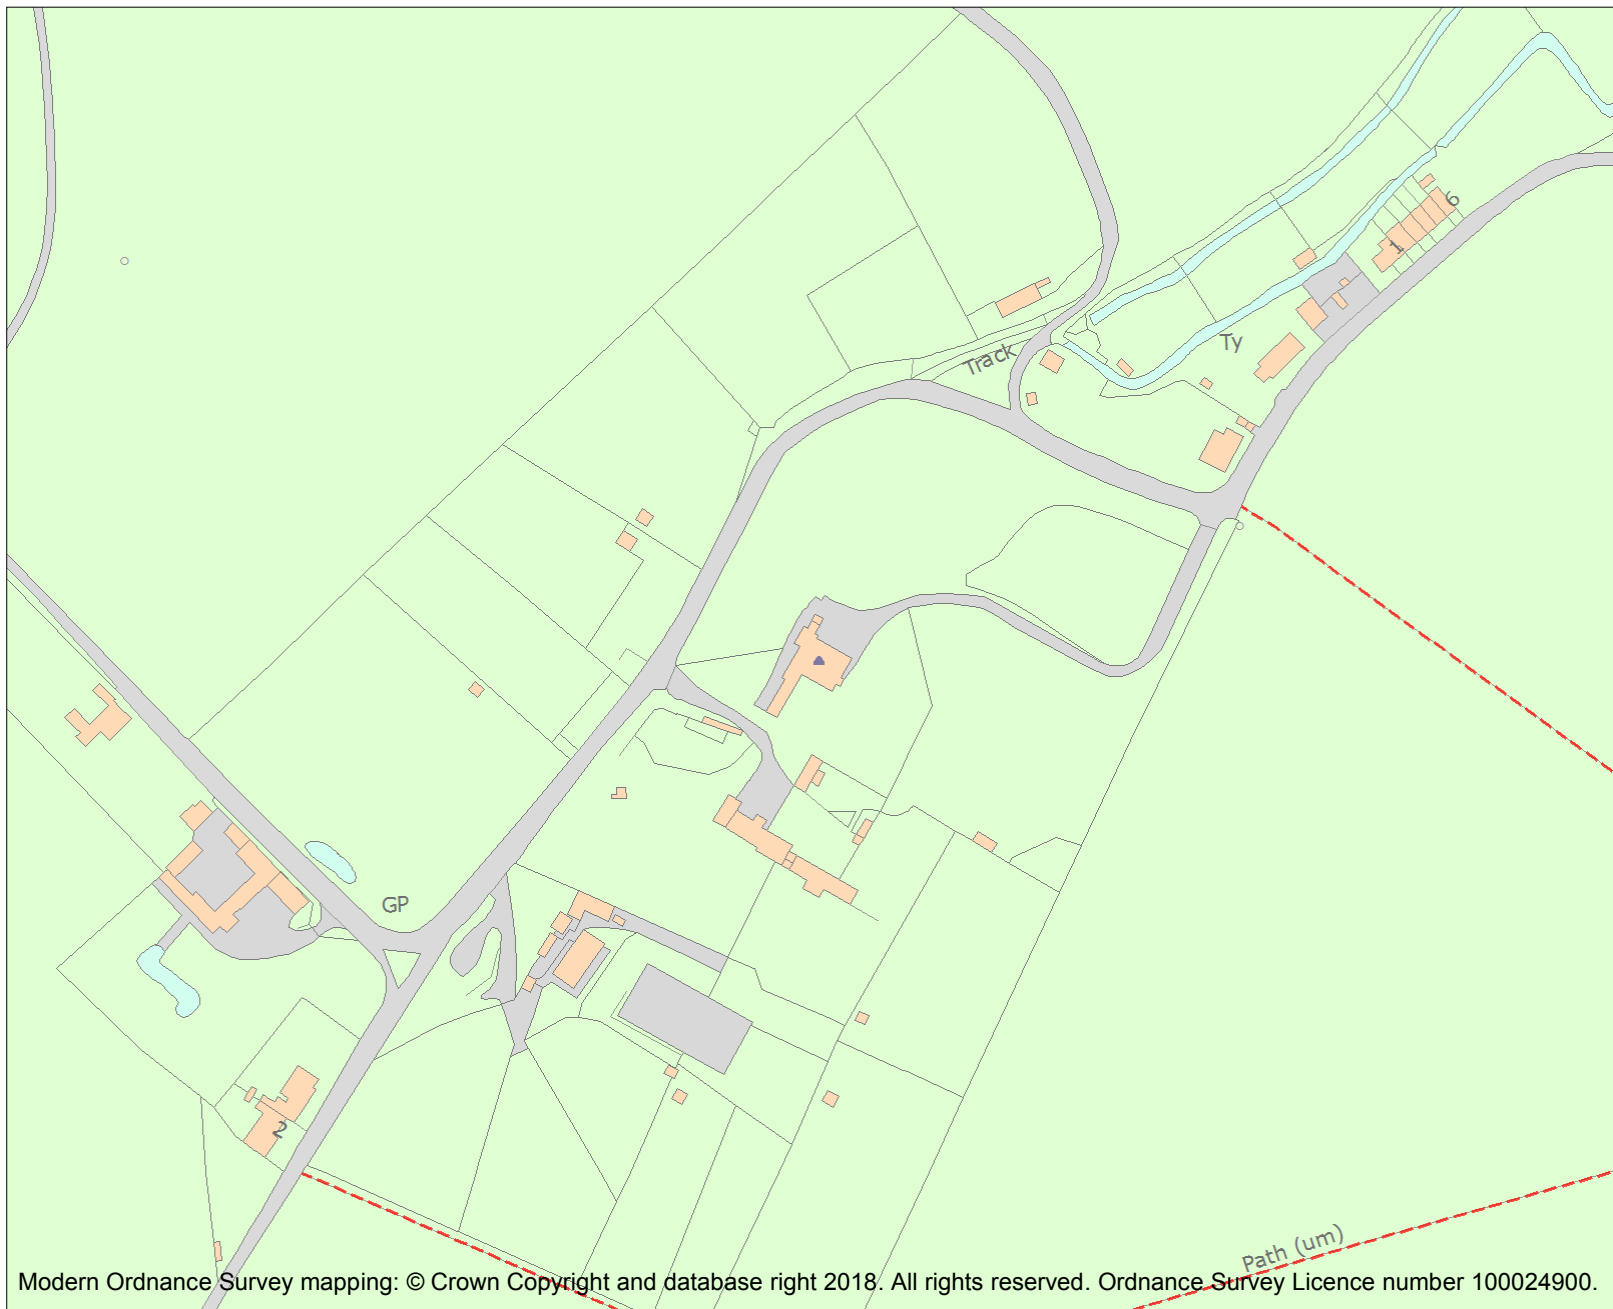 6
1
Ty
Track
GP
2
Path (um)
Modern Ordnance Survey mapping: © Crown Copyright and database right 2018. All rights reserved. Ordnance Survey Licence number 100024900.